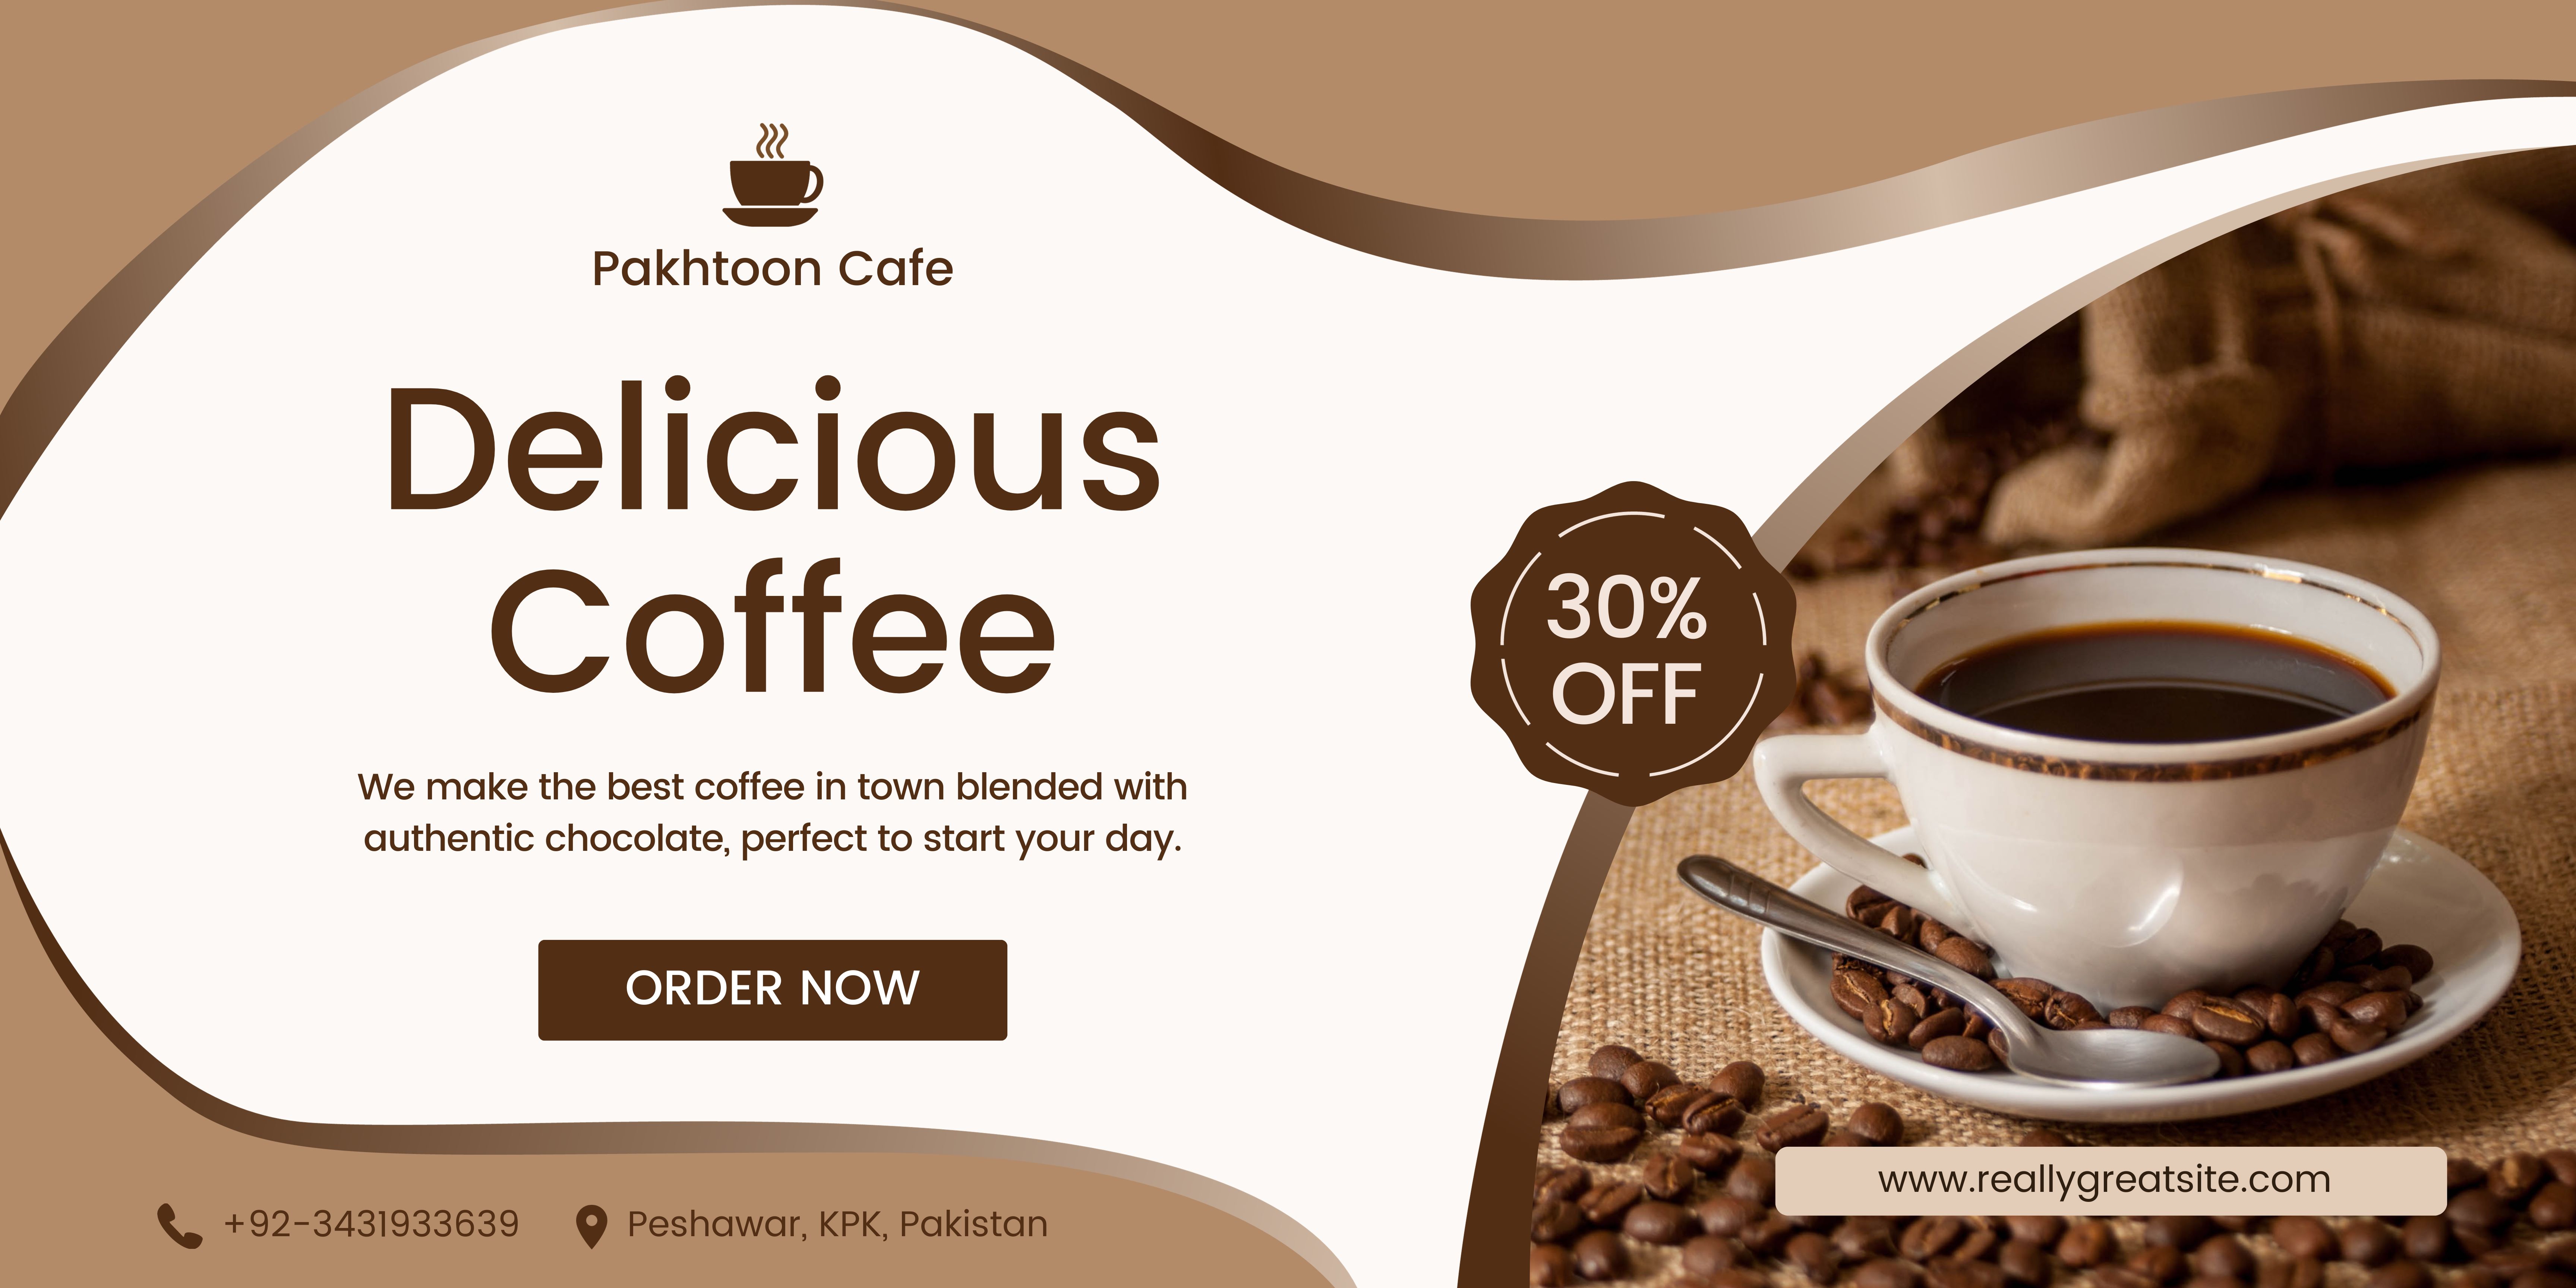 Pakhtoon Cafe
Delicious
Coffee
We make the best coffee in town blended with
authentic chocolate, perfect to start your day.
ORDER NOW
30%
OFF
www.reallygreatsite.com
+92-3431933639
Peshawar, KPK, Pakistan